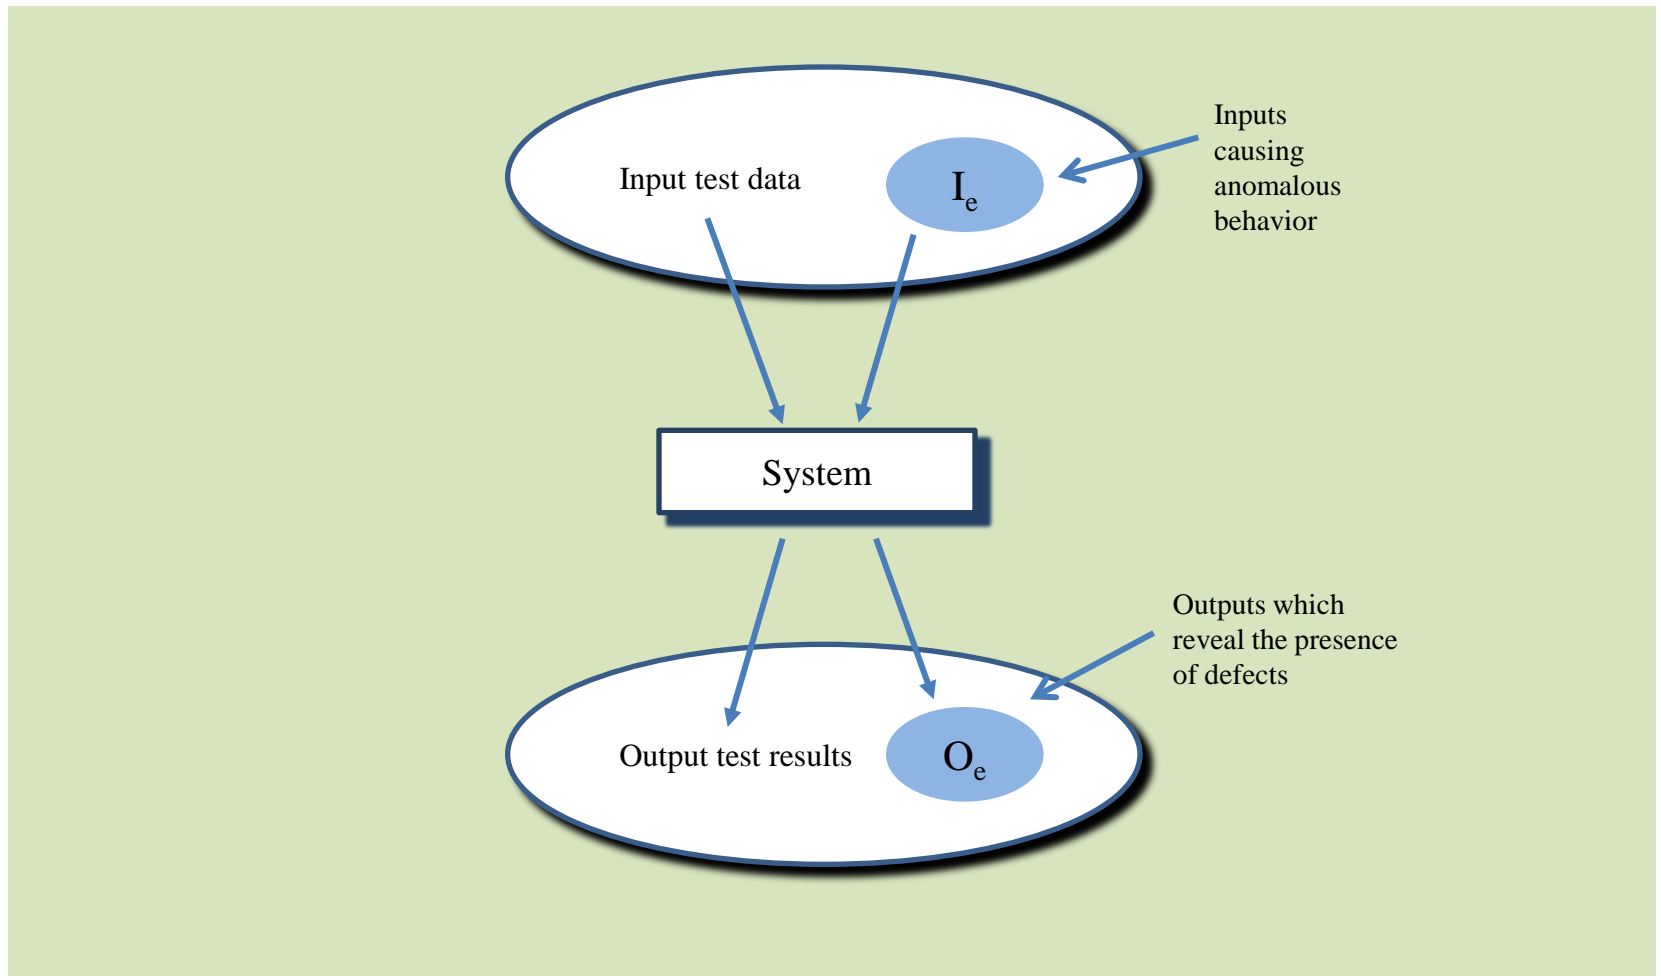 Inputs
causing
anomalous
behavior
Input test data
Iₑ
System
Outputs which
reveal the presence
of defects
Output test results
Oₑ